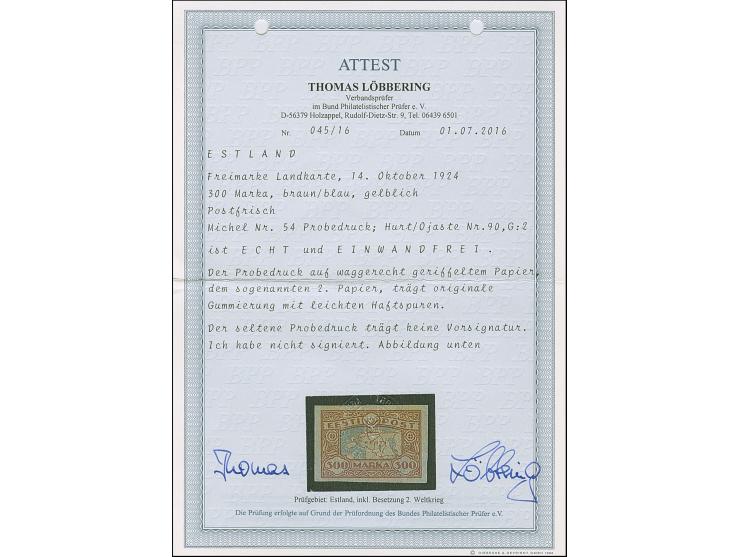 ATTEST
THOMAS LÖBBERING
Verbandsprüfer
im Bund Philatelistischer Prüfer e. V.
D-56379 Holzappel, Rudolf-Dietz-Str. 9, Tel. 06439 6501
Nr. 045/16 Datum 01.07.2016
ESTLAND
Freimarke Landkarte, 14. Oktober 1924
300 Marka, braun/blau, gelblich
Postfrisch
Michel Nr. 54 Probedruck; Hurt/Ojaste Nr.90,G:2
ist ECHT und EINWANDFREI.
Der Probedruck auf waggerecht geriffeltem Papier,
dem sogenannten 2. Papier, trägt originale
Gummierung mit leichten Haftspuren.
Der seltene Probedruck trägt keine Vorsignatur.
Ich habe nicht signiert. Abbildung unten
EESTI POST
300 MARKA 300
Thomas Löbbering
Prüfgebiet: Estland, inkl. Besetzung 2. Weltkrieg
Die Prüfung erfolgte auf Grund der Prüfordnung des Bundes Philatelistischer Prüfer e.V.